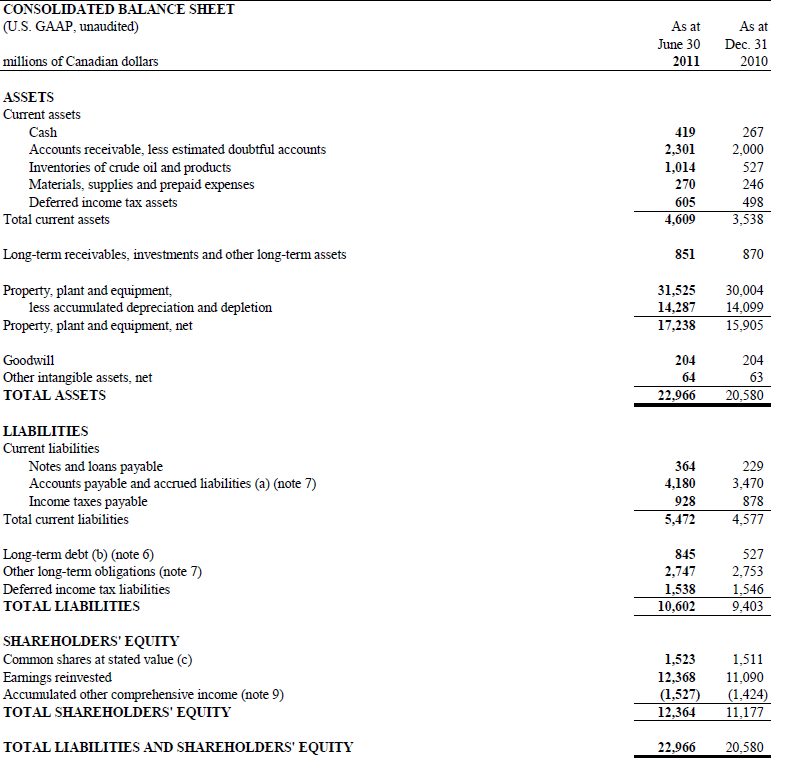 CONSOLIDATED BALANCE SHEET
(U.S. GAAP, unaudited) As at As at
June 30 Dec. 31
millions of Canadian dollars 2011 2010
ASSETS
Current assets
Cash 419 267
Accounts receivable, less estimated doubtful accounts 2,301 2,000
Inventories of crude oil and products 1,014 527
Materials, supplies and prepaid expenses 270 246
Deferred income tax assets 605 498
Total current assets 4,609 3,538
Long-term receivables, investments and other long-term assets 851 870
Property, plant and equipment, 31,525 30,004
less accumulated depreciation and depletion 14,287 14,099
Property, plant and equipment, net 17,238 15,905
Goodwill 204 204
Other intangible assets, net 64 63
TOTAL ASSETS 22,966 20,580
LIABILITIES
Current liabilities
Notes and loans payable 364 229
Accounts payable and accrued liabilities (a) (note 7) 4,180 3,470
Income taxes payable 928 878
Total current liabilities 5,472 4,577
Long-term debt (b) (note 6) 845 527
Other long-term obligations (note 7) 2,747 2,753
Deferred income tax liabilities 1,538 1,546
TOTAL LIABILITIES 10,602 9,403
SHAREHOLDERS' EQUITY
Common shares at stated value (c) 1,523 1,511
Earnings reinvested 12,368 11,090
Accumulated other comprehensive income (note 9) (1,527) (1,424)
TOTAL SHAREHOLDERS' EQUITY 12,364 11,177
TOTAL LIABILITIES AND SHAREHOLDERS' EQUITY 22,966 20,580